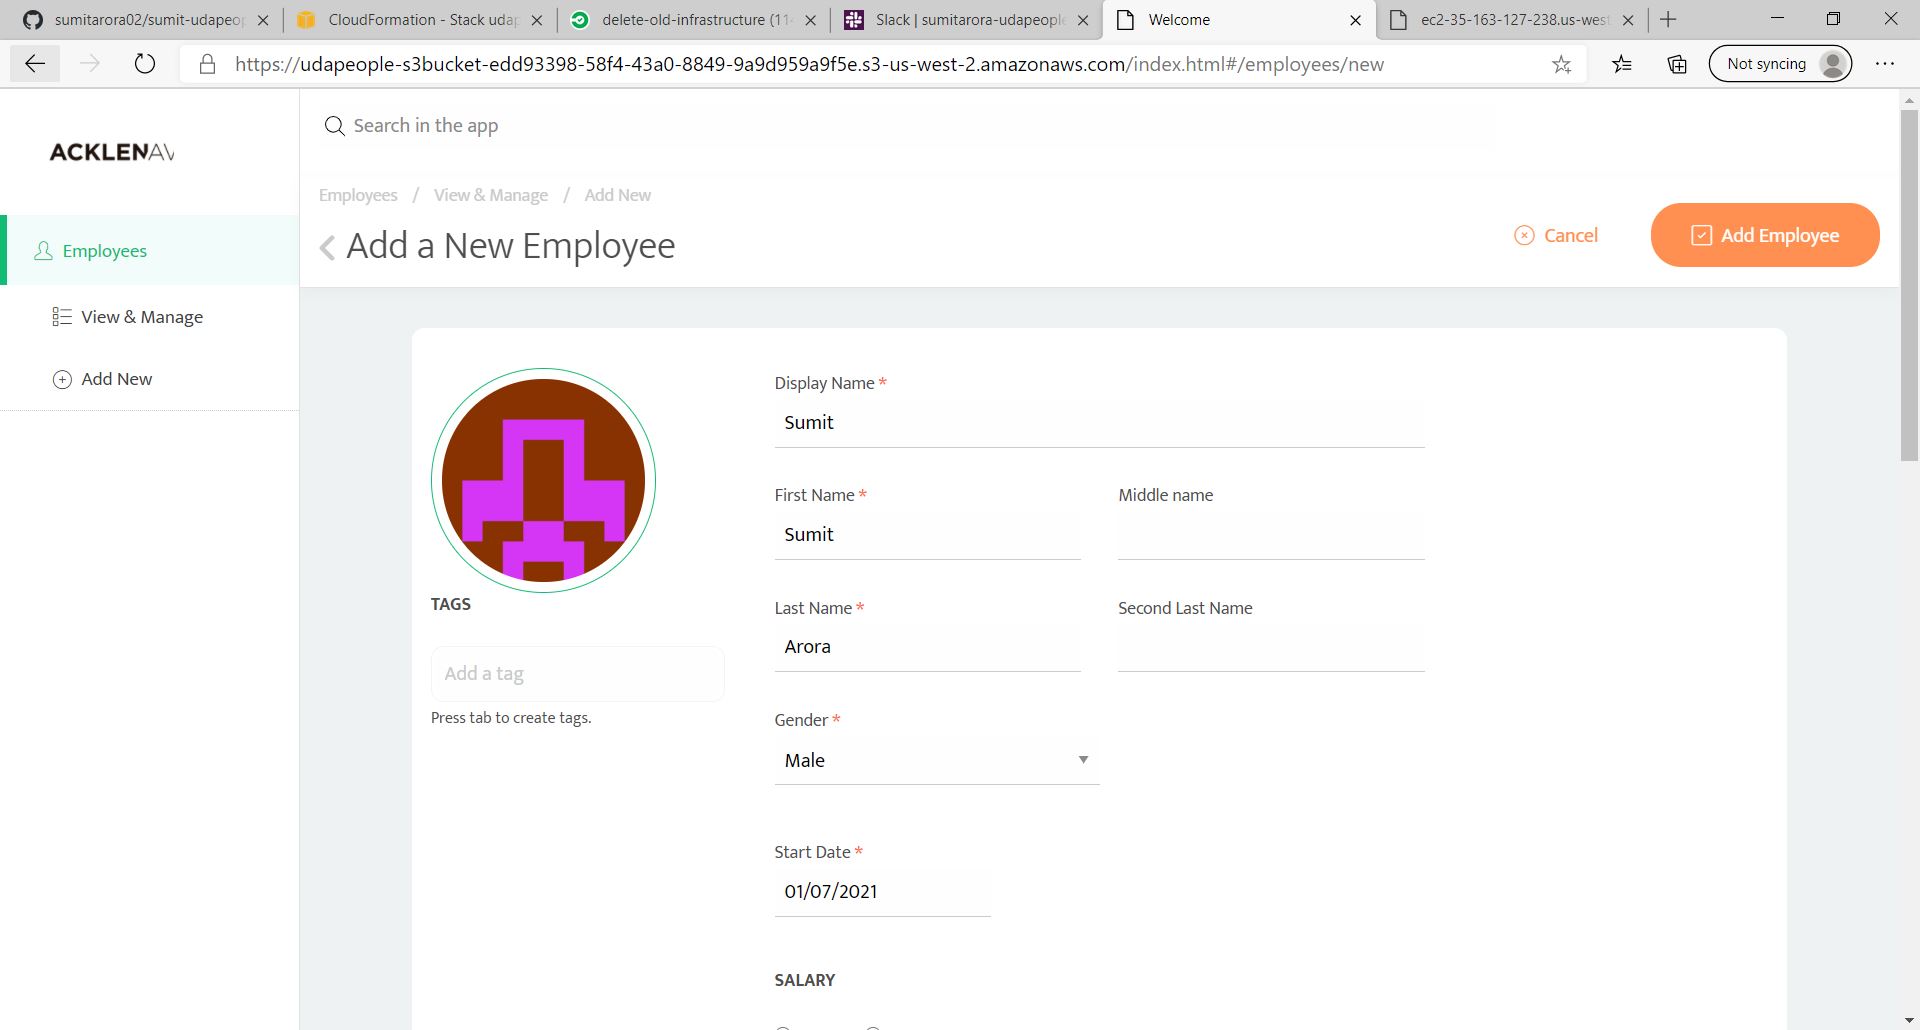 sumitarora02/sumit-udapeop
CloudFormation - Stack udap
delete-old-infrastructure (114
Slack | sumitarora-udapeople
Welcome
ec2-35-163-127-238.us-west
https://udapeople-s3bucket-edd93398-58f4-43a0-8849-9a9d959a9f5e.s3-us-west-2.amazonaws.com/index.html#/employees/new
Not syncing
ACKLENAV
Search in the app
Employees / View & Manage / Add New
Add a New Employee
Cancel
Add Employee
Employees
View & Manage
Add New
TAGS
Add a tag
Press tab to create tags.
Display Name *
Sumit
First Name *
Middle name
Sumit
Last Name *
Second Last Name
Arora
Gender *
Male
Start Date *
01/07/2021
SALARY